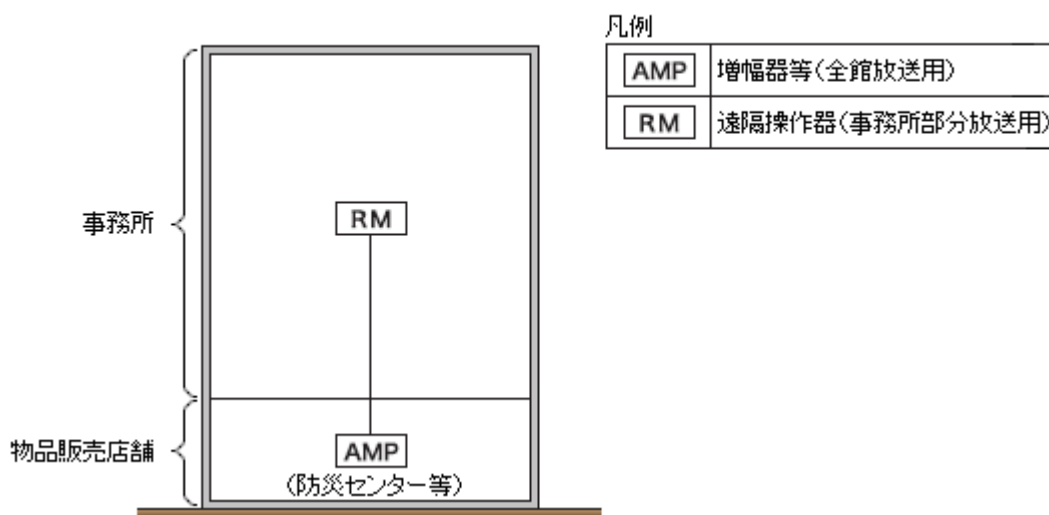 凡例
AMP 増幅器等(全館放送用)
RM 遠隔操作器(事務所部分放送用)
事務所
RM
物品販売店舗
AMP
(防災センター等)